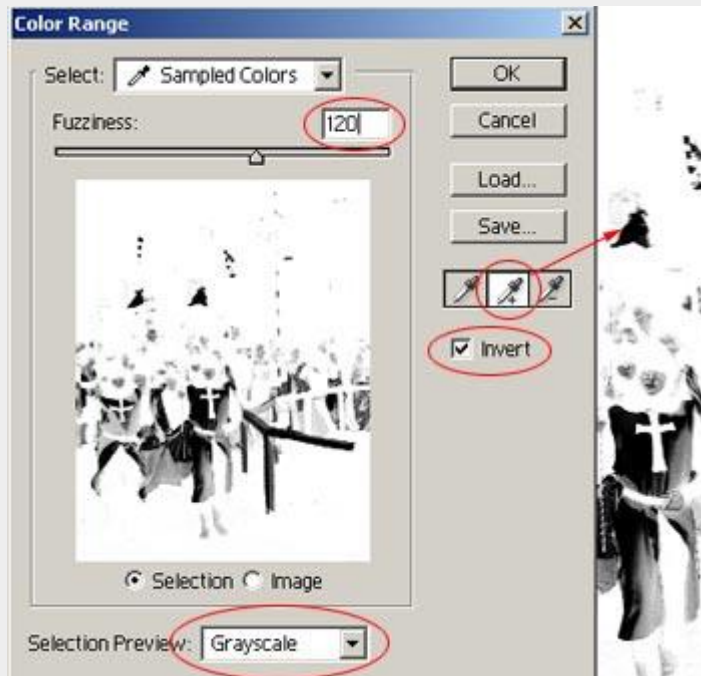 Color Range
Select: Sampled Colors
Fuzziness: 120
OK
Cancel
Load...
Save...
Invert
Selection Image
Selection Preview: Grayscale